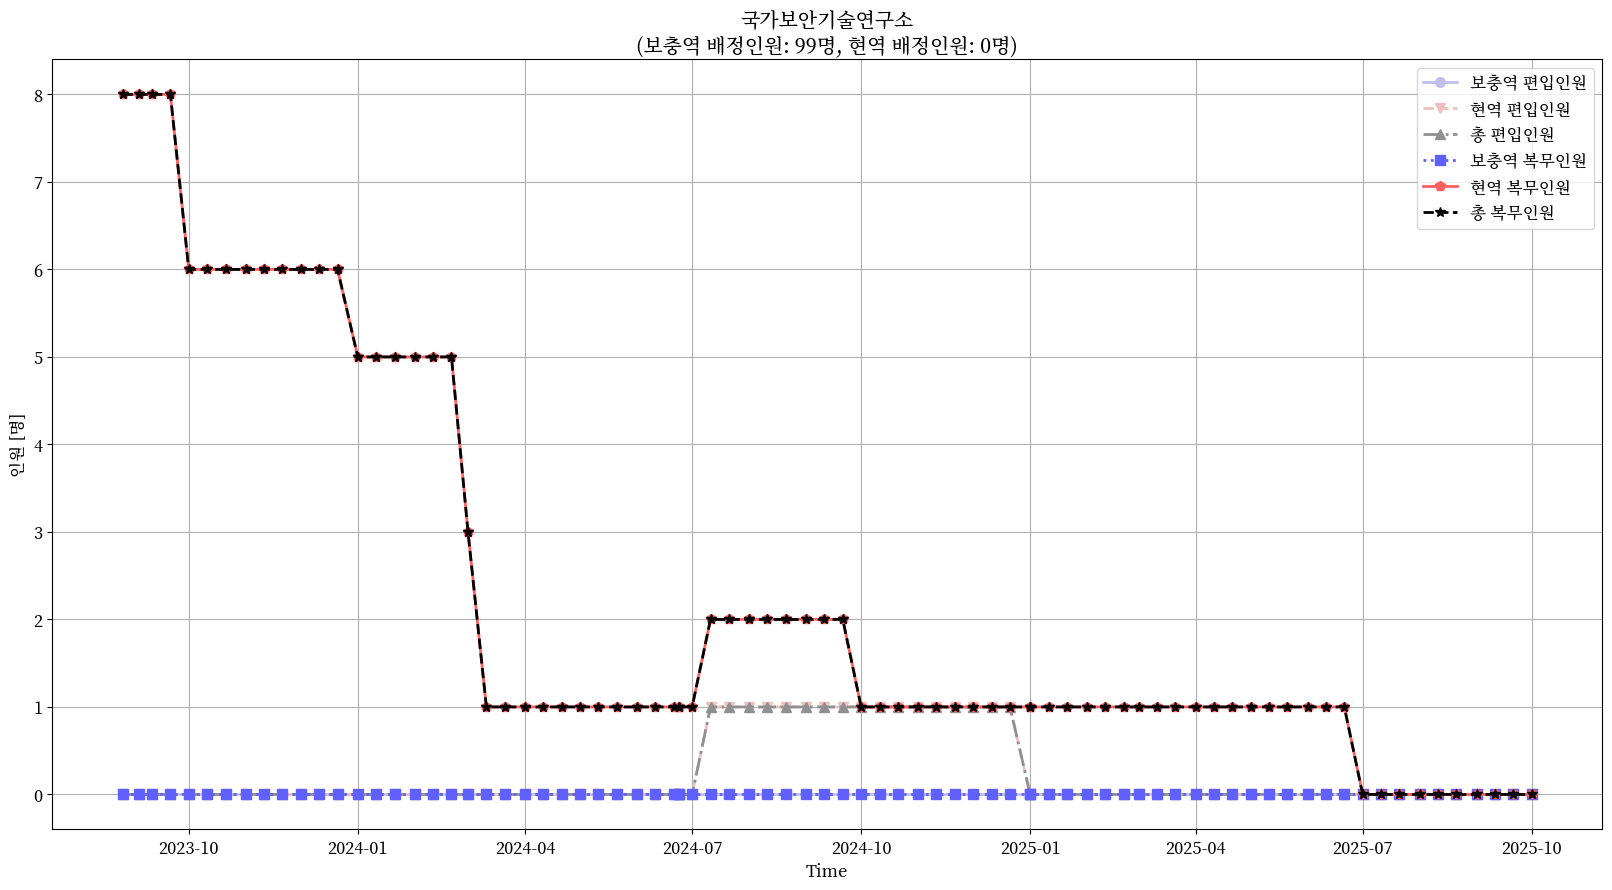 국가보안기술연구소
(보충역 배정인원: 99명, 현역 배정인원: 0명)
보충역 편입인원
현역 편입인원
총 편입인원
보충역 복무인원
현역 복무인원
총 복무인원
8
7
6
5
4
3
2
1
0
인원 [명]
2023-10
2024-01
2024-04
2024-07
2024-10
2025-01
2025-04
2025-07
2025-10
Time